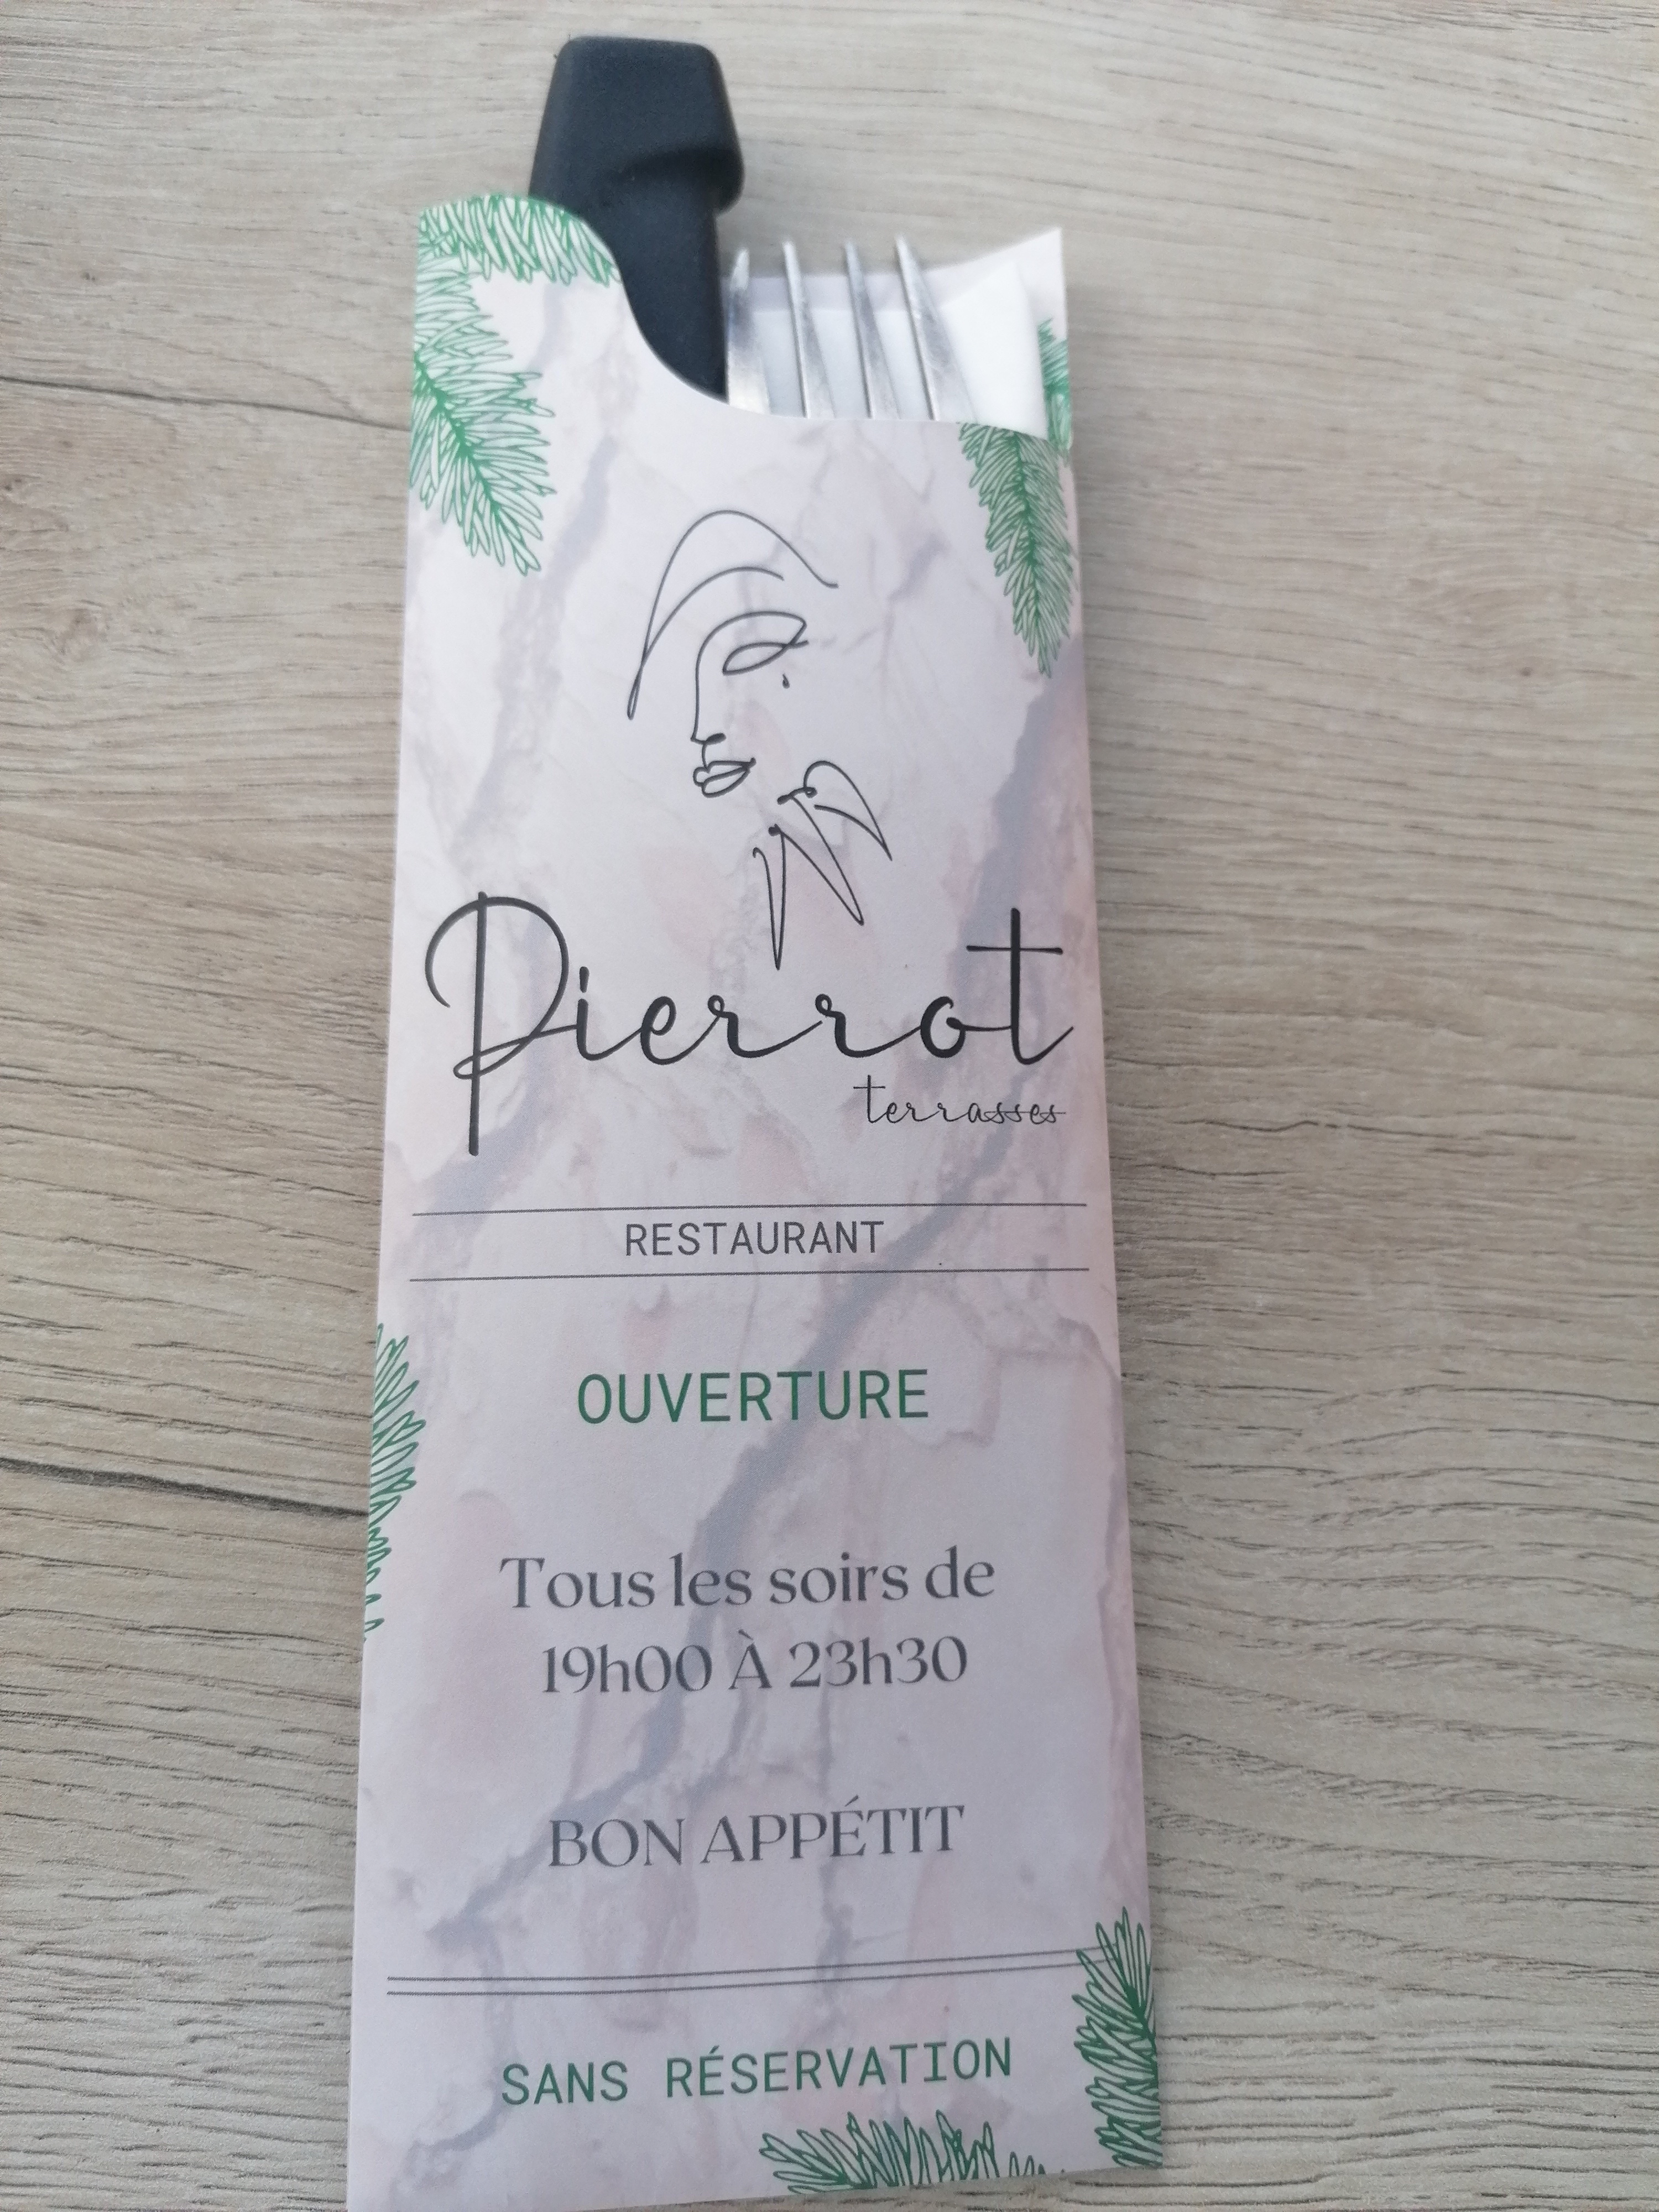 Pierrot
terrasses
RESTAURANT
OUVERTURE
Tous les soirs de
19h00 À 23h30
BON APPÉTIT
SANS RÉSERVATION